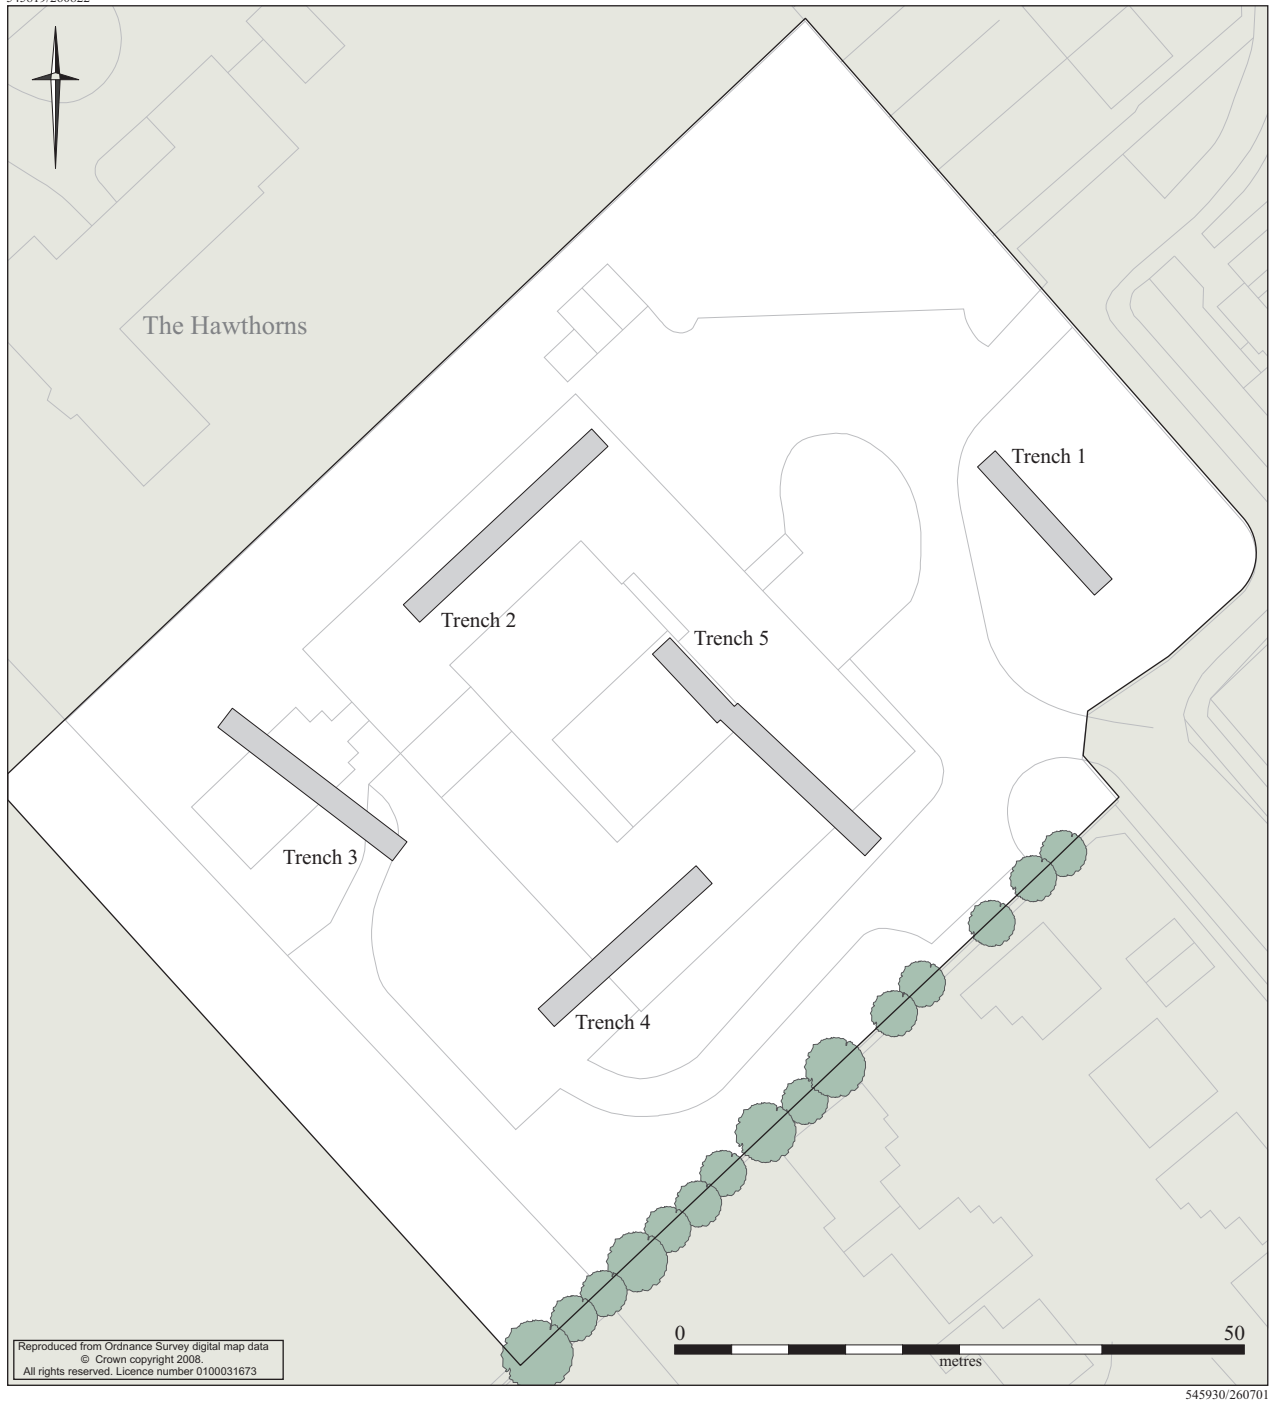 The Hawthorns
Trench 1
Trench 2
Trench 5
Trench 3
Trench 4
0
50
metres
Reproduced from Ordnance Survey digital map data
© Crown copyright 2008.
All rights reserved. Licence number 0100031673
545930/260701